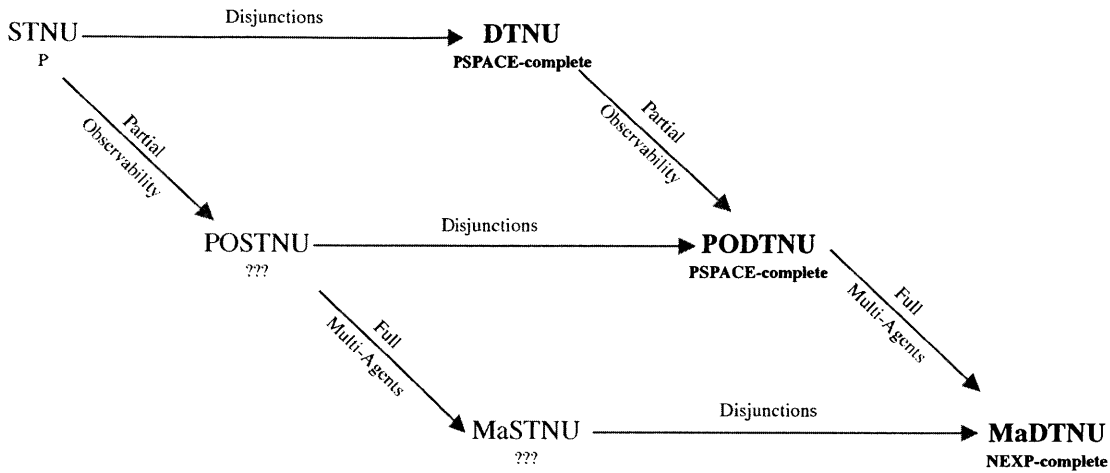 Disjunctions
STNU
P
DTNU
PSPACE-complete
Partial
Observability
Partial
Observability
Disjunctions
POSTNU
???
PODTNU
PSPACE-complete
Full
Multi-Agents
Full
Multi-Agents
Disjunctions
MaSTNU
???
MaDTNU
NEXP-complete